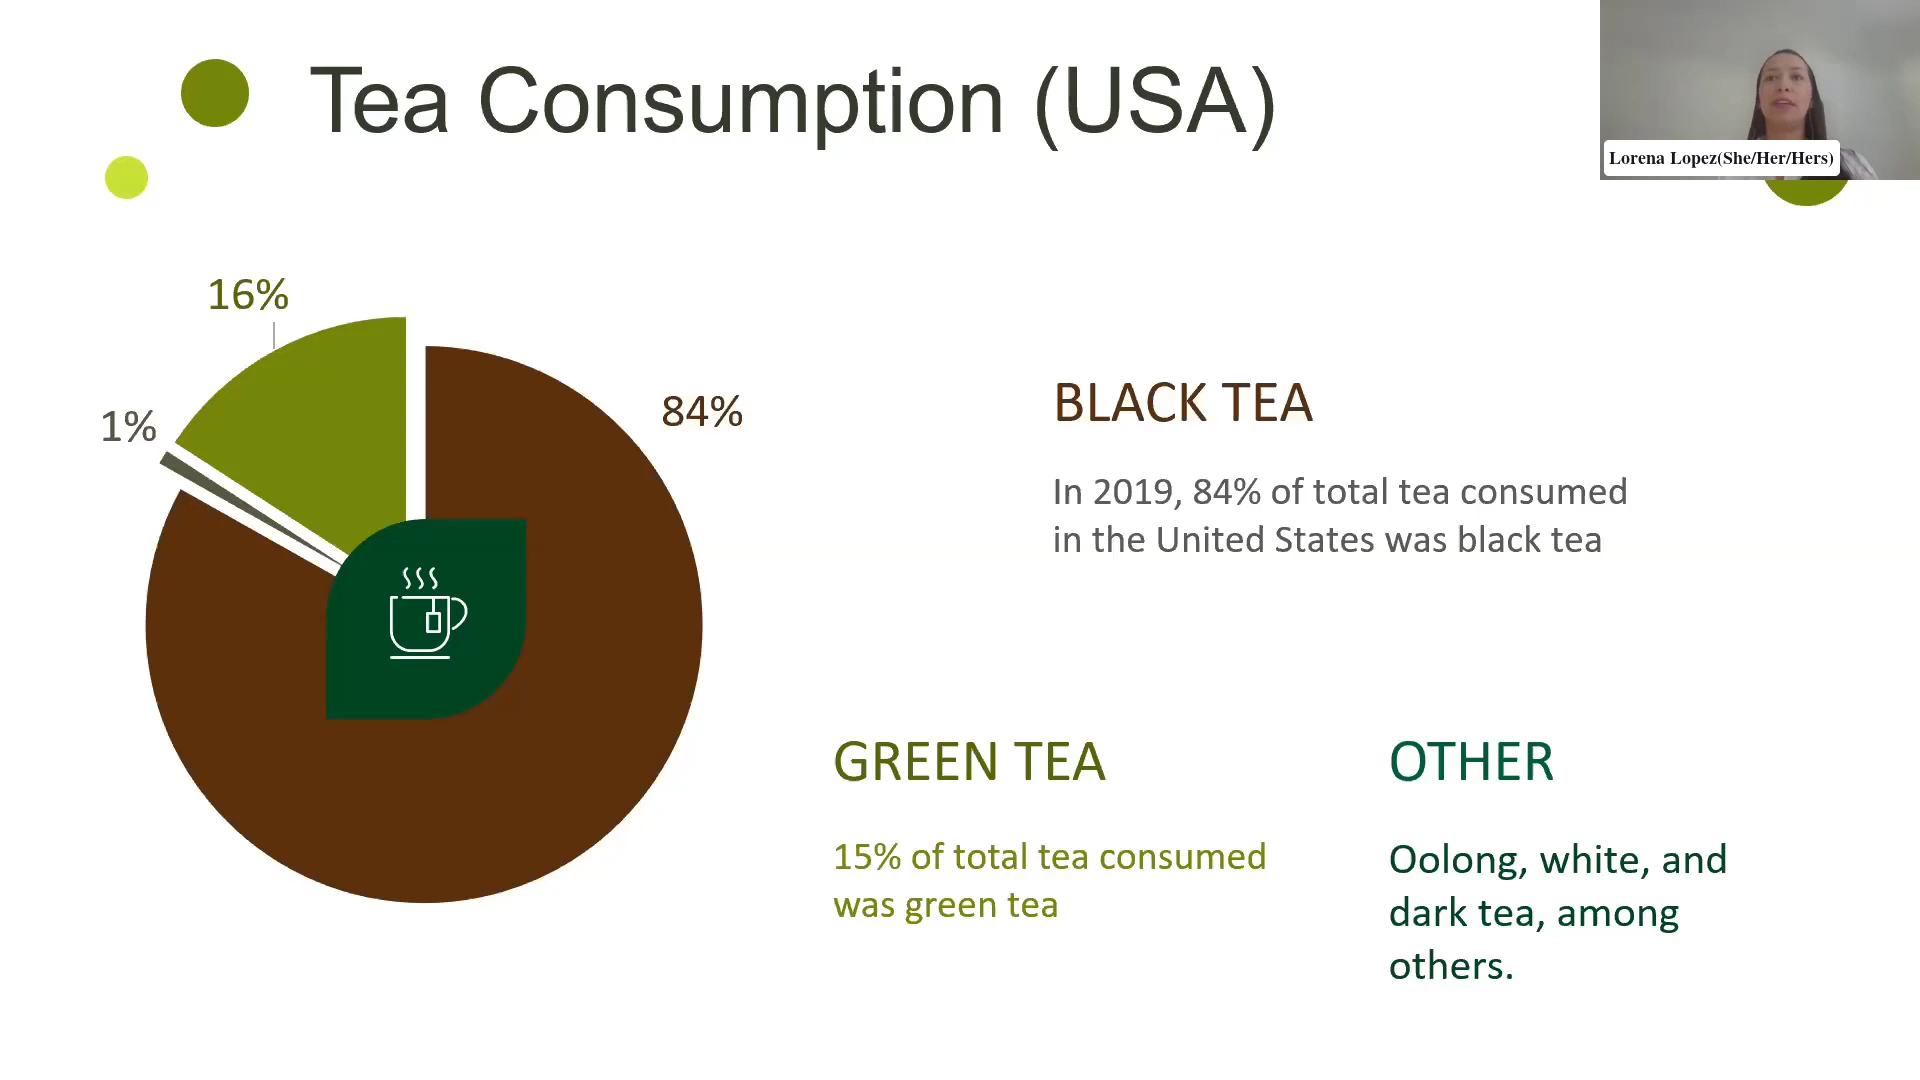 Tea Consumption (USA)
Lorena Lopez(She/Her/Hers)
16%
1%
84%
BLACK TEA
In 2019, 84% of total tea consumed
in the United States was black tea
GREEN TEA
15% of total tea consumed
was green tea
OTHER
Oolong, white, and
dark tea, among
others.